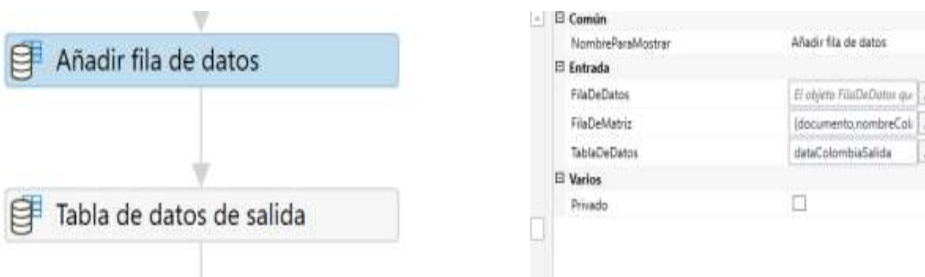 Añadir fila de datos
Tabla de datos de salida
Común
NombreParaMostrar Añadir fila de datos
Entrada
FilaDeDatos El objeto FilaDeDatos que
FilaDeMatriz {documento,nombreCol
TablaDeDatos dataColombiaSalida
Varios
Privado